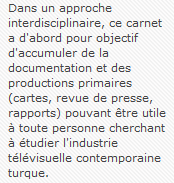 Dans un approche
interdisciplinaire, ce carnet
a d'abord pour objectif
d'accumuler de la
documentation et des
productions primaires
(cartes, revue de presse,
rapports) pouvant être utile
à toute personne cherchant
à étudier l'industrie
télévisuelle contemporaine
turque.